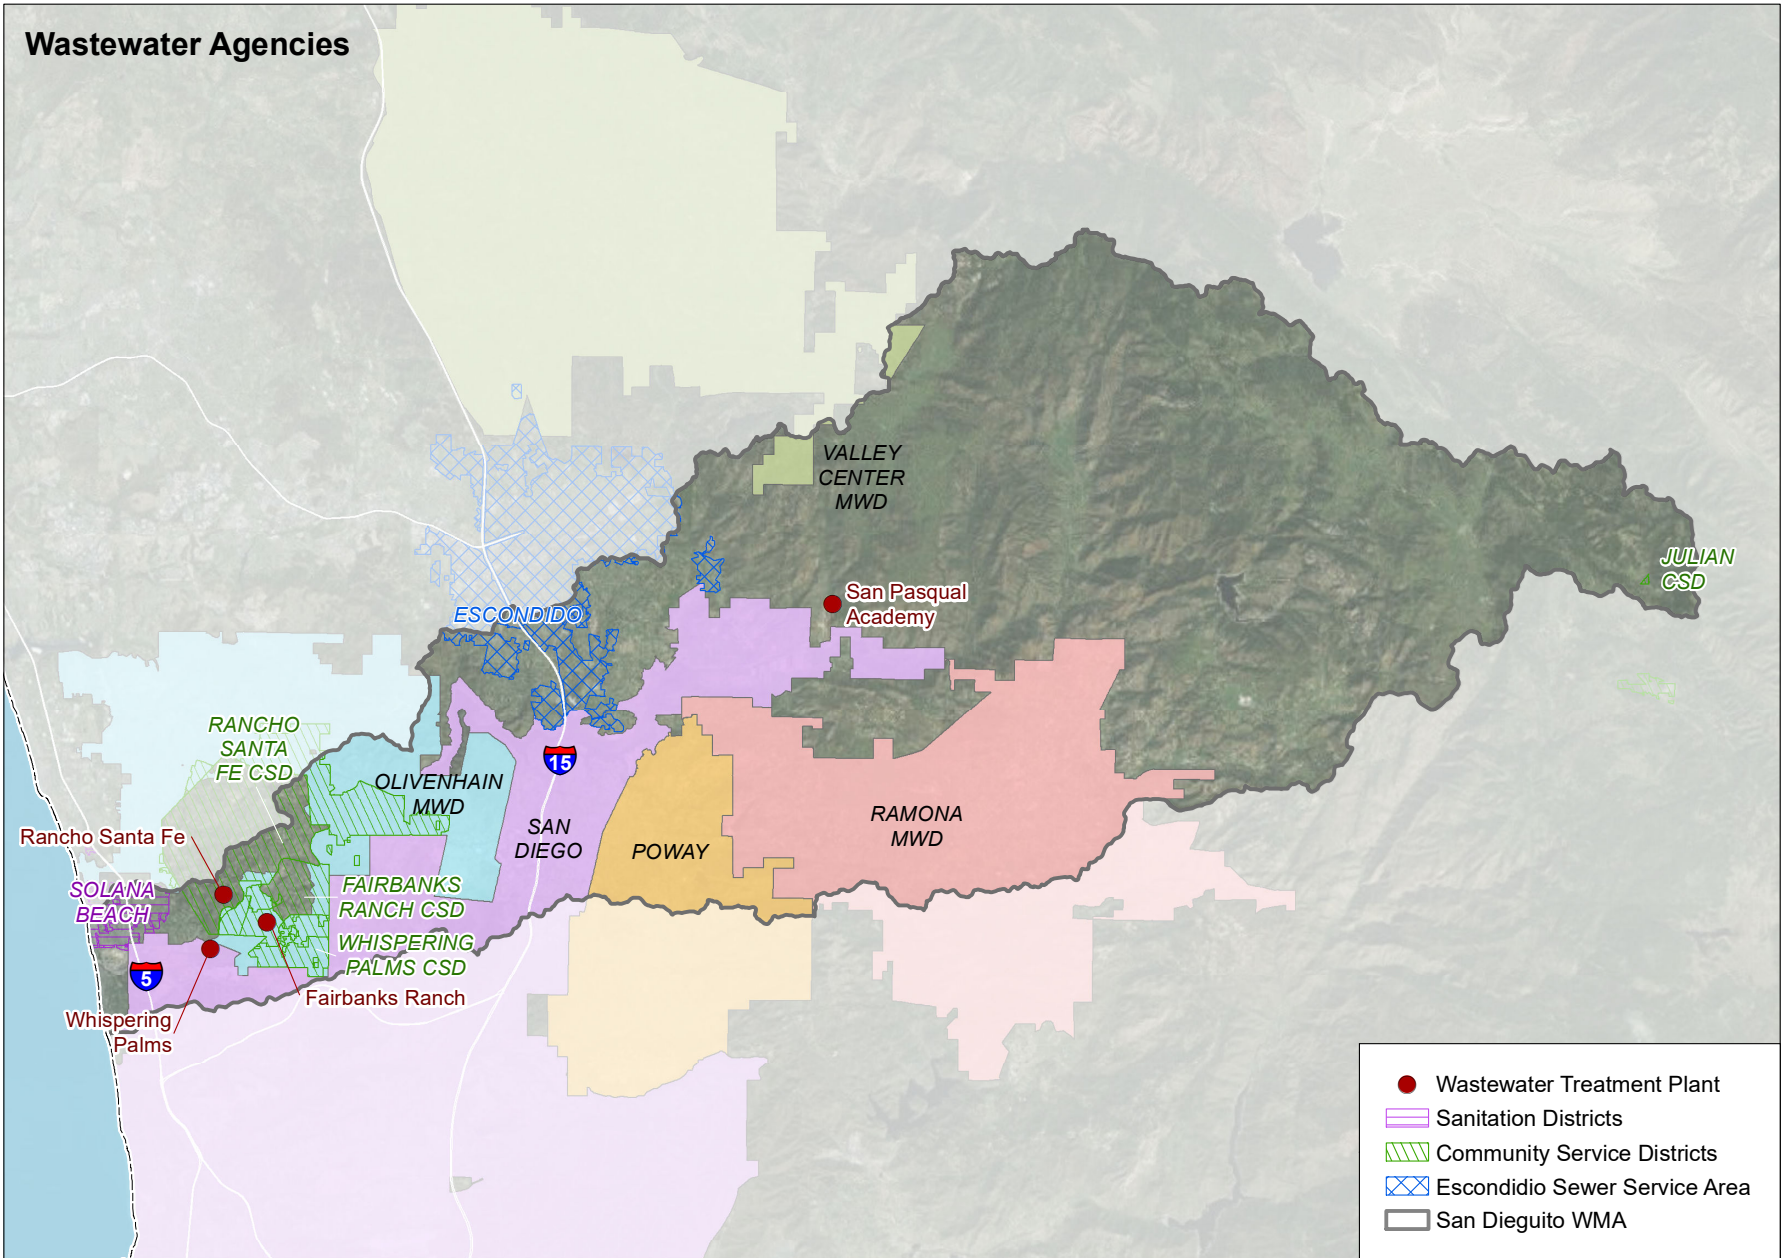 Wastewater Agencies
VALLEY
CENTER
MWD
JULIAN
CSD
San Pasqual
Academy
ESCONDIDO
RANCHO
SANTA
FE CSD
OLIVENHAIN
MWD
15
SAN
DIEGO
POWAY
RAMONA
MWD
Rancho Santa Fe
SOLANA
BEACH
FAIRBANKS
RANCH CSD
WHISPERING
PALMS CSD
5
Fairbanks Ranch
Whispering
Palms
Wastewater Treatment Plant
Sanitation Districts
Community Service Districts
Escondidio Sewer Service Area
San Dieguito WMA